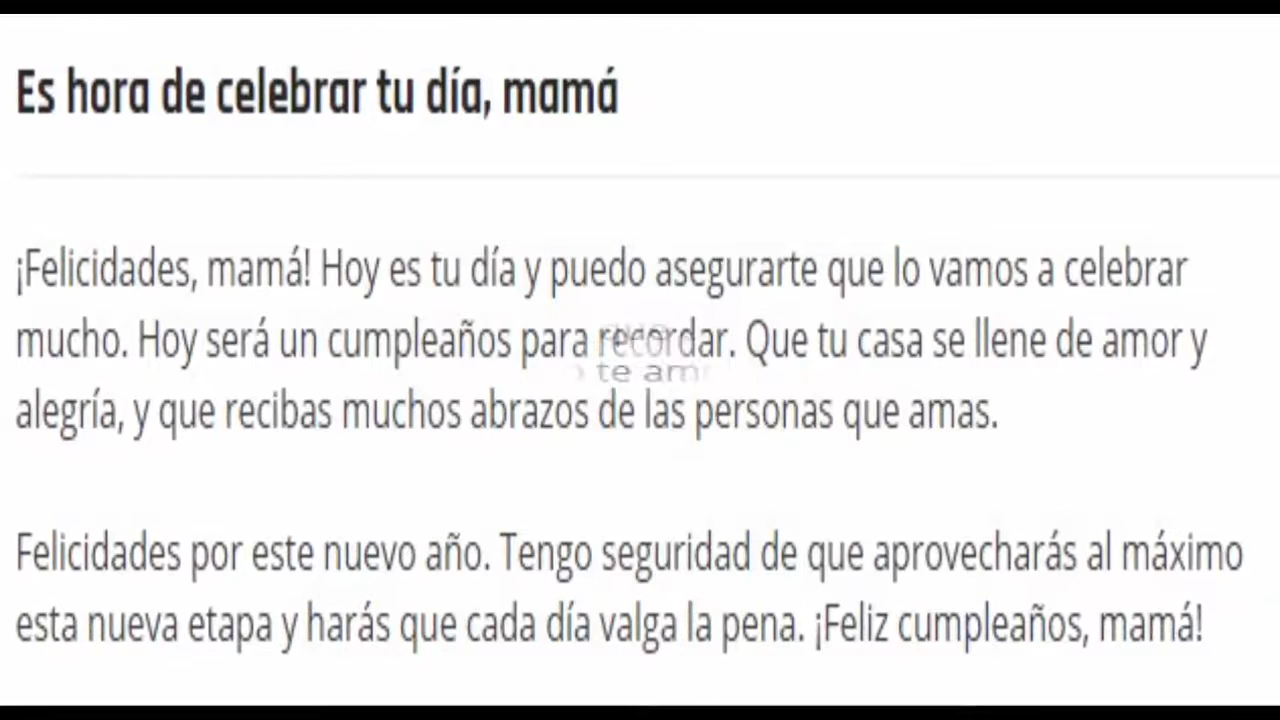 Es hora de celebrar tu día, mamá
¡Felicidades, mamá! Hoy es tu día y puedo asegurarte que lo vamos a celebrar
mucho. Hoy será un cumpleaños para recordar. Que tu casa se llene de amor y
alegría, y que recibas muchos abrazos de las personas que amas.
Felicidades por este nuevo año. Tengo seguridad de que aprovecharás al máximo
esta nueva etapa y harás que cada día valga la pena. ¡Feliz cumpleaños, mamá!